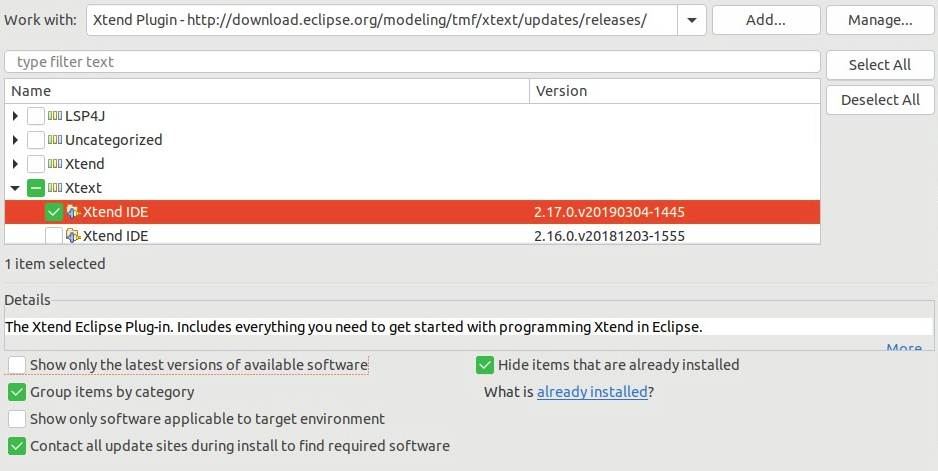 Work with: Xtend Plugin - http://download.eclipse.org/modeling/tmf/xtext/updates/releases/ Add... Manage...
type filter text Select All
Name Version Deselect All
LSP4J
Uncategorized
Xtend
Xtext
Xtend IDE 2.17.0.v20190304-1445
Xtend IDE 2.16.0.v20181203-1555
1 item selected
Details
The Xtend Eclipse Plug-in. Includes everything you need to get started with programming Xtend in Eclipse.
More
Show only the latest versions of available software Hide items that are already installed
Group items by category What is already installed?
Show only software applicable to target environment
Contact all update sites during install to find required software